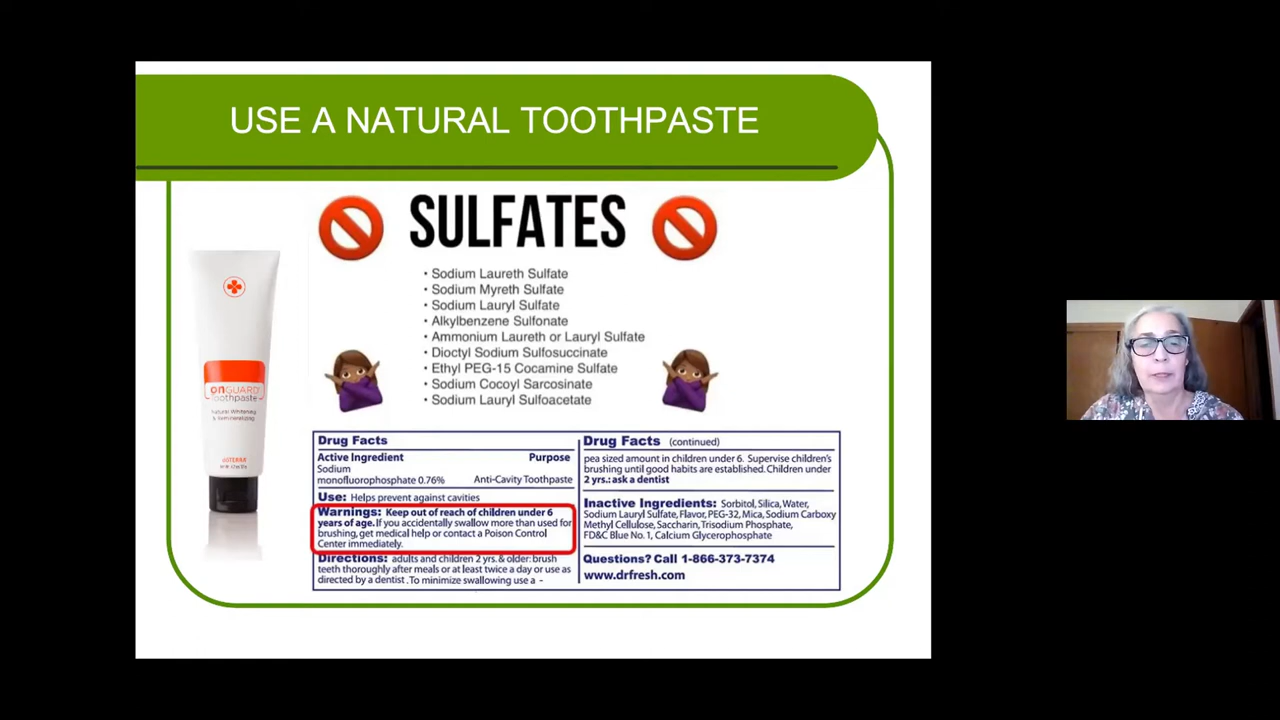 USE A NATURAL TOOTHPASTE
SULFATES
• Sodium Laureth Sulfate
• Sodium Myreth Sulfate
• Sodium Lauryl Sulfate
• Alkylbenzene Sulfonate
• Ammonium Laureth or Lauryl Sulfate
• Dioctyl Sodium Sulfosuccinate
• Ethyl PEG-15 Cocamine Sulfate
• Sodium Cocoyl Sarcosinate
• Sodium Lauryl Sulfoacetate
onGUARD
Toothpaste
Natural Whitening
& Remineralizing
dōTERRA
Drug Facts
Active Ingredient Purpose
Sodium
monofluorophosphate 0.76% Anti-Cavity Toothpaste
Use: Helps prevent against cavities
Warnings: Keep out of reach of children under 6
years of age. If you accidentally swallow more than used for
brushing, get medical help or contact a Poison Control
Center immediately.
Directions: adults and children 2 yrs. & older: brush
teeth thoroughly after meals or at least twice a day or use as
directed by a dentist. To minimize swallowing use a -
Drug Facts (continued)
pea sized amount in children under 6. Supervise children's
brushing until good habits are established. Children under
2 yrs.: ask a dentist
Inactive Ingredients: Sorbitol, Silica, Water,
Sodium Lauryl Sulfate, Flavor, PEG-32, Mica, Sodium Carboxy
Methyl Cellulose, Saccharin, Trisodium Phosphate,
FD&C Blue No. 1, Calcium Glycerophosphate
Questions? Call 1-866-373-7374
www.drfresh.com